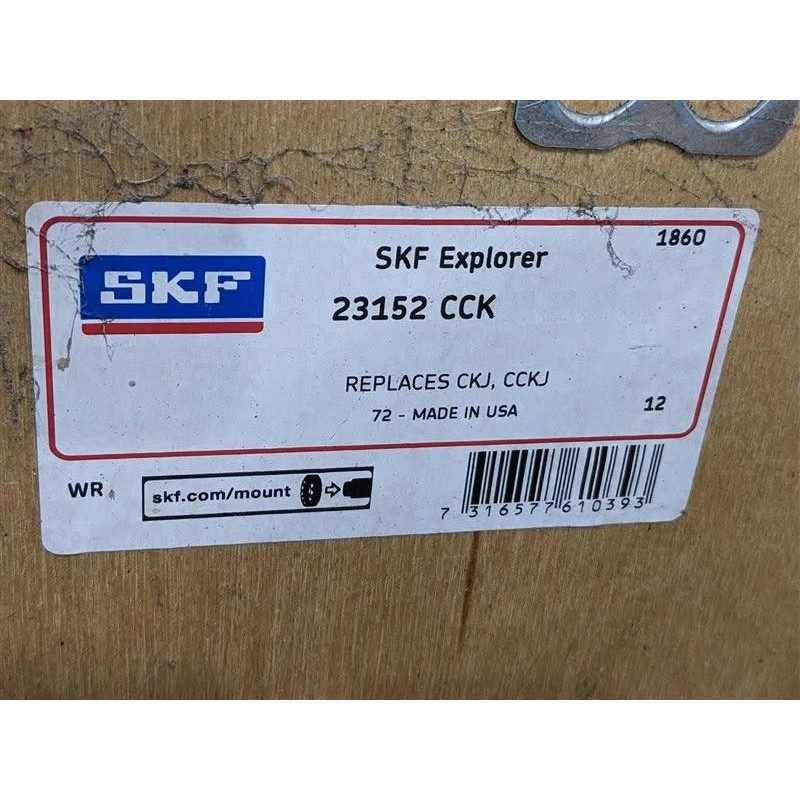 1860
SKF
SKF Explorer
23152 CCK
REPLACES CKJ, CCKJ
72 - MADE IN USA
12
WR
skf.com/mount
7 316577 610393